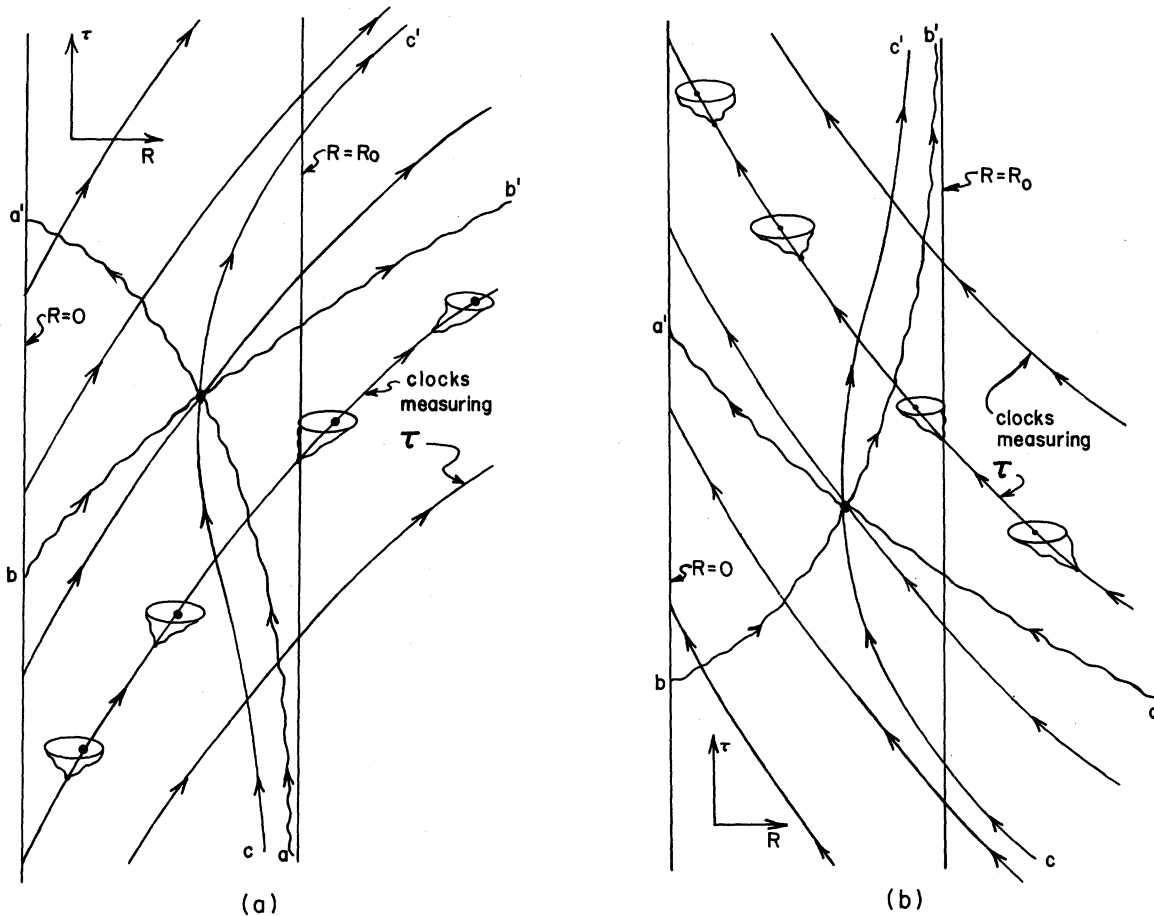 τ
R
c'
R=R₀
a'
b'
R=0
clocks
measuring
τ
b
c
a
(a)
c'
b'
R=R₀
a'
clocks
measuring
τ
R=0
b
a
τ
R
c
(b)